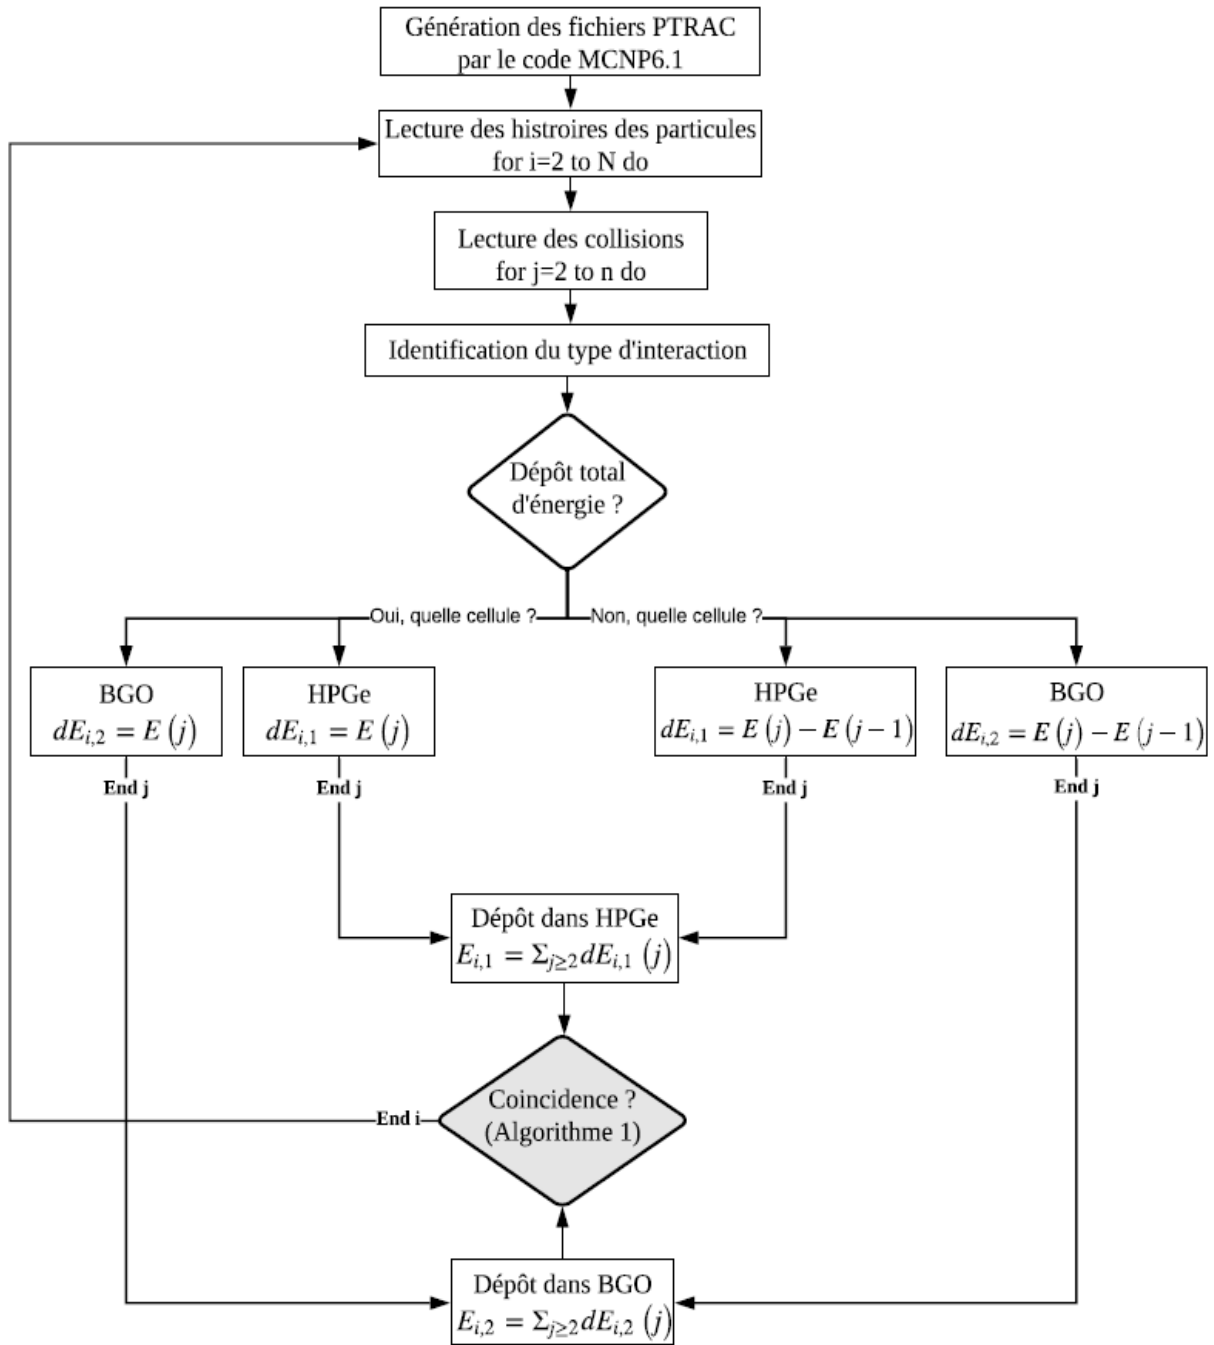 Génération des fichiers PTRAC
par le code MCNP6.1
Lecture des histroires des particules
for i=2 to N do
Lecture des collisions
for j=2 to n do
Identification du type d'interaction
Dépôt total
d'énergie ?
Oui, quelle cellule ?
Non, quelle cellule ?
BGO
dE_{i,2} = E (j)
HPGe
dE_{i,1} = E (j)
HPGe
dE_{i,1} = E (j) − E (j − 1)
BGO
dE_{i,2} = E (j) − E (j − 1)
End j
End j
End j
End j
Dépôt dans HPGe
E_{i,1} = Σ_{j≥2} dE_{i,1} (j)
Coincidence ?
(Algorithme 1)
End i
Dépôt dans BGO
E_{i,2} = Σ_{j≥2} dE_{i,2} (j)